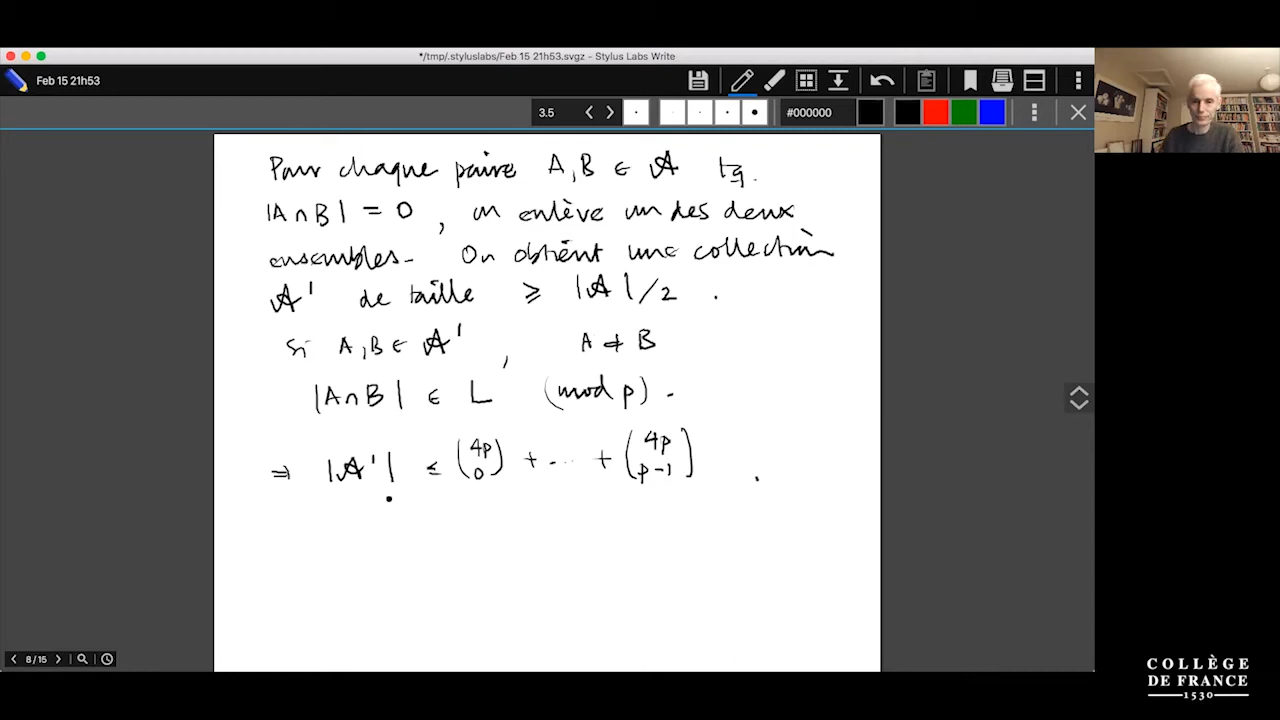 */tmp/.styluslabs/Feb 15 21h53.svgz - Stylus Labs Write
Feb 15 21h53
3.5
#000000
Pour chaque paire A, B ∈ 𝒜 tq.
|A ∩ B| = 0, on enlève un des deux
ensembles. On obtient une collection
𝒜' de taille ≥ |𝒜|/2.
Si A, B ∈ 𝒜', A ≠ B
|A ∩ B| ∈ L (mod p).
⇒ |𝒜'| ≤ (4p 0) + ... + (4p p-1).
8/15
COLLÈGE
DE FRANCE
1530